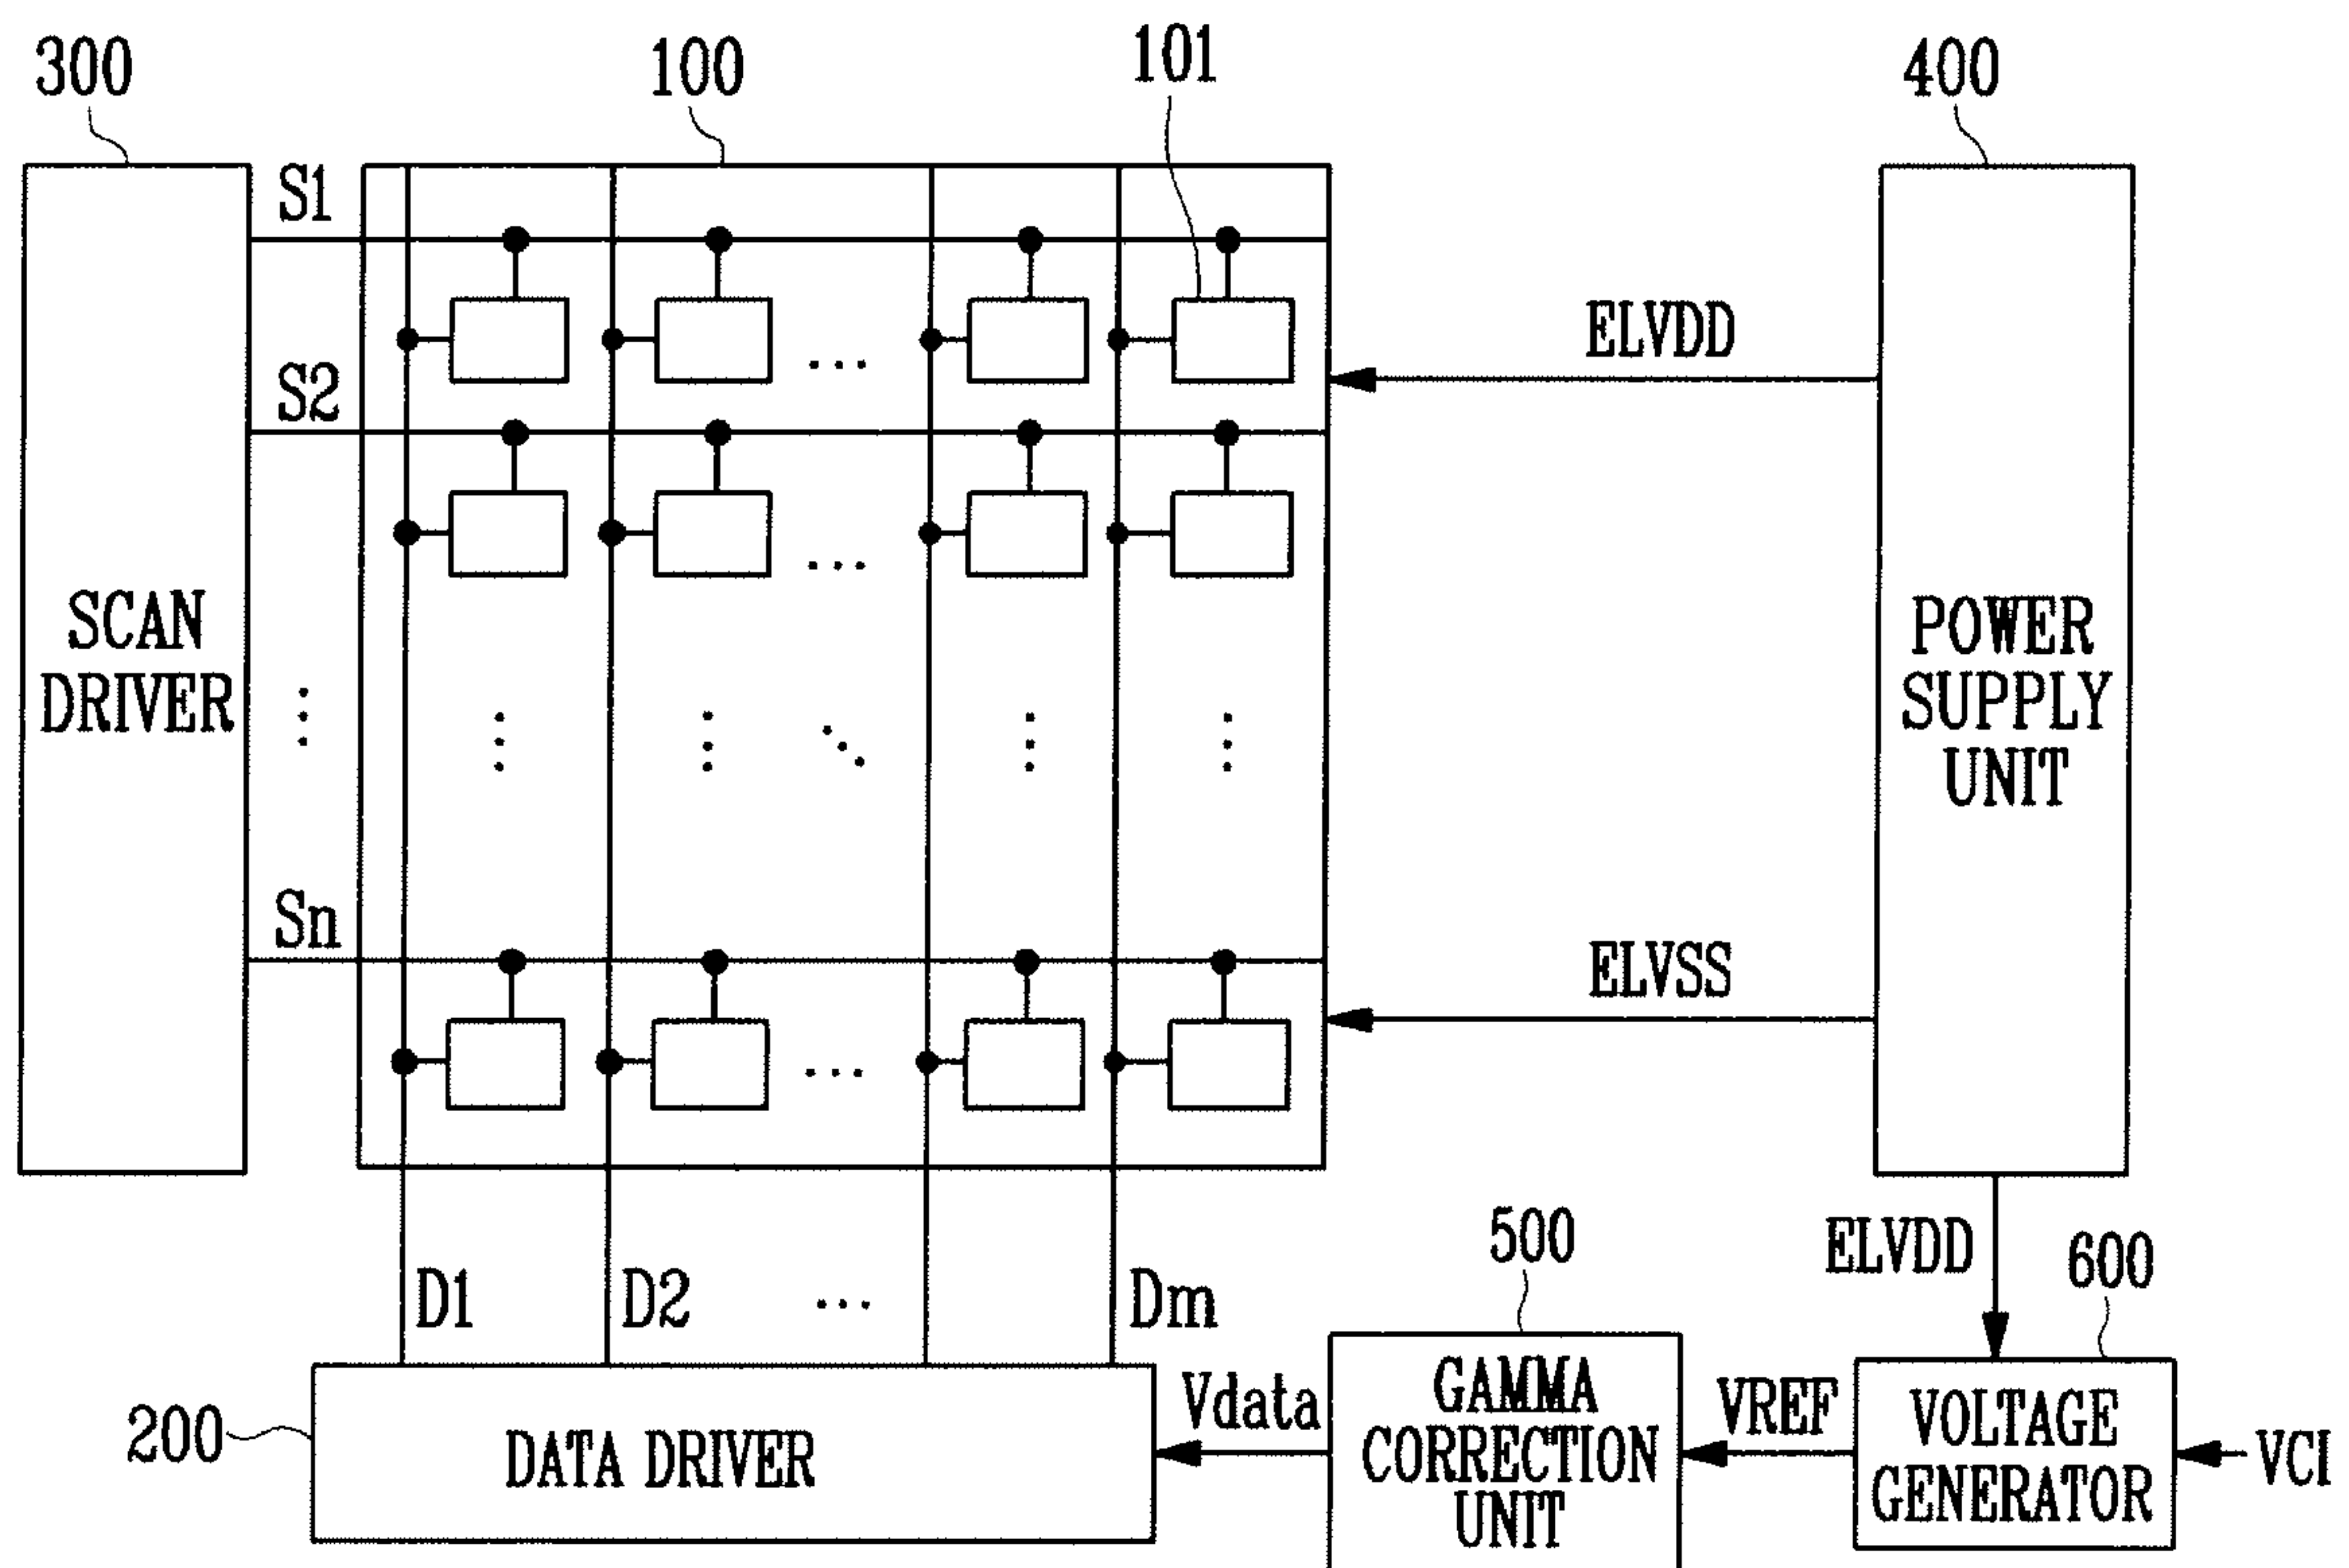 300
100
101
400
S1
S2
Sn
SCAN
DRIVER
ELVDD
ELVSS
POWER
SUPPLY
UNIT
ELVDD
500
600
D1
D2
...
Dm
200
DATA DRIVER
Vdata
GAMMA
CORRECTION
UNIT
VREF
VOLTAGE
GENERATOR
VCI